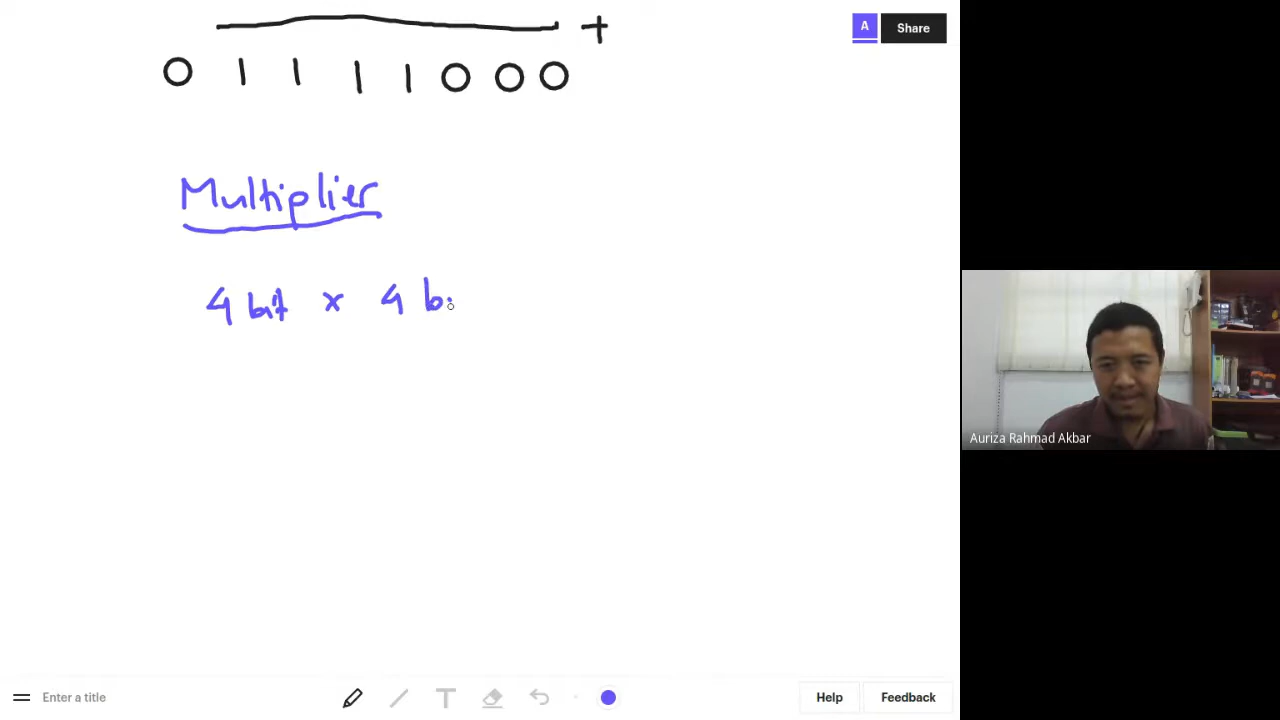 +
A Share
0 1 1 1 1 0 0 0
Multiplier
4 bit x 4 bi
Auriza Rahmad Akbar
Enter a title T Help Feedback